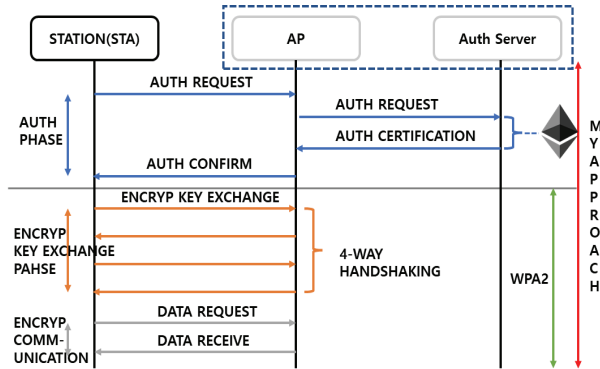 STATION(STA)
AP
Auth Server
AUTH REQUEST
AUTH REQUEST
AUTH
PHASE
AUTH CERTIFICATION
AUTH CONFIRM
ENCRYP KEY EXCHANGE
ENCRYP
KEY EXCHANGE
PAHSE
4-WAY
HANDSHAKING
WPA2
DATA REQUEST
ENCRYP
COMM-
UNICATION
DATA RECEIVE
M
Y
A
P
P
R
O
A
C
H